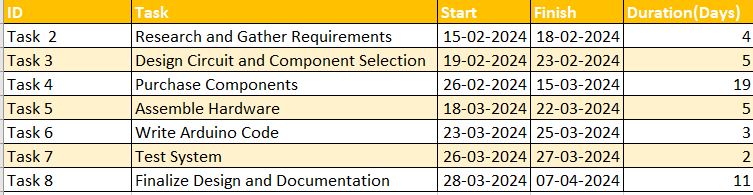 ID Task Start Finish Duration(Days)
Task 2 Research and Gather Requirements 15-02-2024 18-02-2024 4
Task 3 Design Circuit and Component Selection 19-02-2024 23-02-2024 5
Task 4 Purchase Components 26-02-2024 15-03-2024 19
Task 5 Assemble Hardware 18-03-2024 22-03-2024 5
Task 6 Write Arduino Code 23-03-2024 25-03-2024 3
Task 7 Test System 26-03-2024 27-03-2024 2
Task 8 Finalize Design and Documentation 28-03-2024 07-04-2024 11